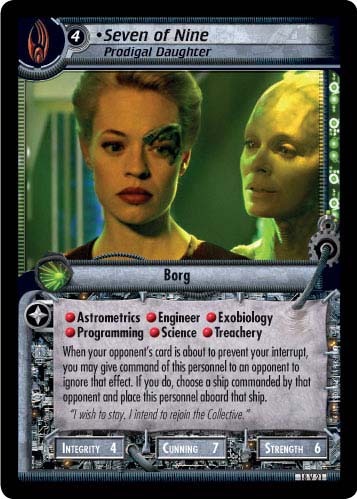 4 •Seven of Nine
Prodigal Daughter
Borg
• Astrometrics • Engineer • Exobiology
• Programming • Science • Treachery
When your opponent's card is about to prevent your interrupt,
you may give command of this personnel to an opponent to
ignore that effect. If you do, choose a ship commanded by that
opponent and place this personnel aboard that ship.
"I wish to stay. I intend to rejoin the Collective."
INTEGRITY 4 CUNNING 7 STRENGTH 6
18 V 21